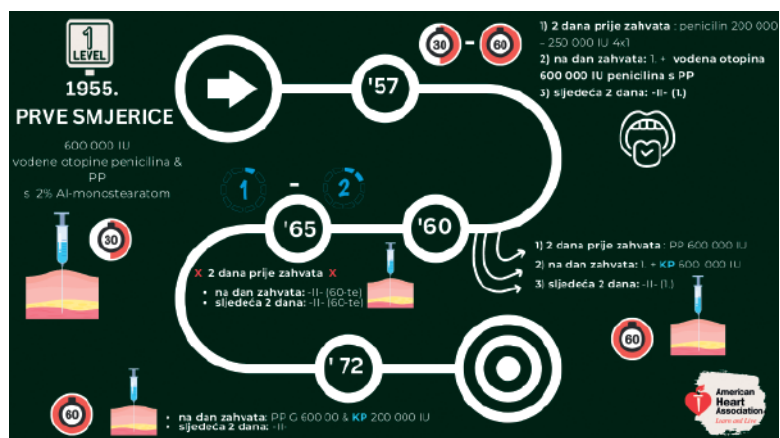 1
LEVEL
1955.
PRVE SMJERICE
600 000 IU
vodene otopine penicilina &
PP
s 2% Al-monostearatom
30
30 - 60
'57
1) 2 dana prije zahvata : penicilin 200 000
- 250 000 IU 4x1
2) na dan zahvata: 1. + vodena otopina
600 000 IU penicilina s PP
3) sljedeća 2 dana: -II- (1.)
1 - 2
'65
'60
X 2 dana prije zahvata X
• na dan zahvata: -II- (60-te)
• sljedeća 2 dana: -II- (60-te)
1) 2 dana prije zahvata : PP 600 000 IU
2) na dan zahvata: 1. + KP 600 000 IU
3) sljedeća 2 dana: -II- (1.)
60
'72
60
• na dan zahvata: PP G 600 00 & KP 200 000 IU
• sljedeća 2 dana: -II-
American
Heart
Association
Learn and Live